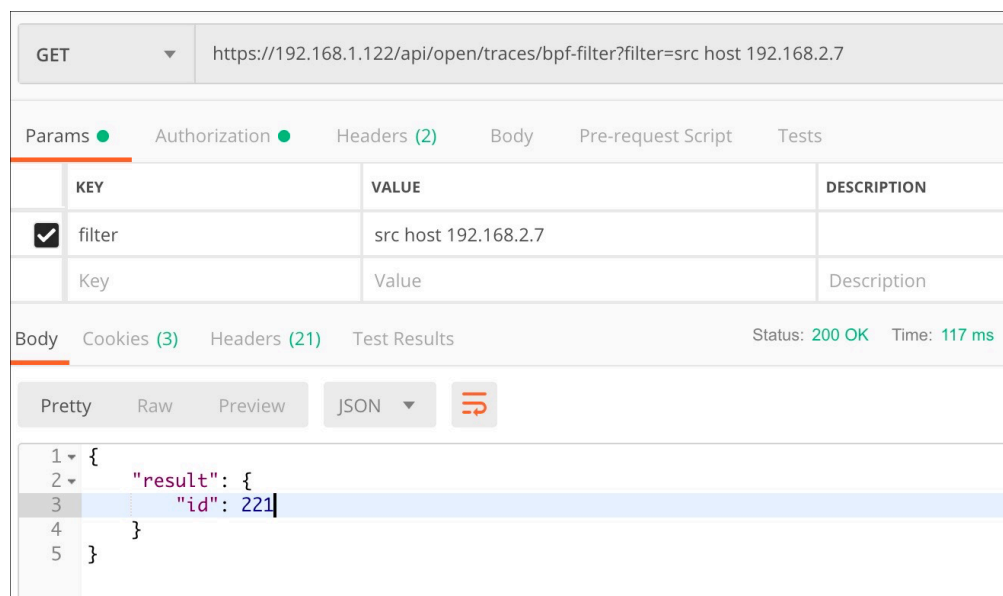 GET https://192.168.1.122/api/open/traces/bpf-filter?filter=src host 192.168.2.7
Params Authorization Headers (2) Body Pre-request Script Tests
KEY VALUE DESCRIPTION
filter src host 192.168.2.7
Key Value Description
Body Cookies (3) Headers (21) Test Results Status: 200 OK Time: 117 ms
Pretty Raw Preview JSON
1 {
2 "result": {
3 "id": 221
4 }
5 }